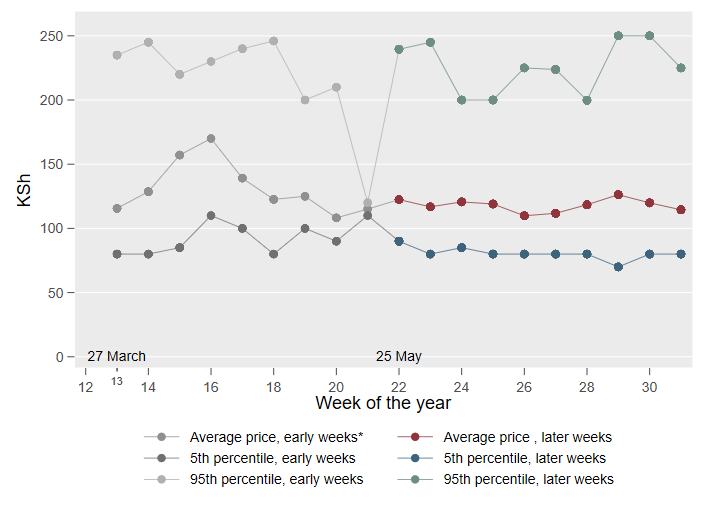 250
200
150
100
50
0
KSh
27 March
25 May
12 13 14 16 18 20 22 24 26 28 30
Week of the year
Average price, early weeks* Average price , later weeks
5th percentile, early weeks 5th percentile, later weeks
95th percentile, early weeks 95th percentile, later weeks